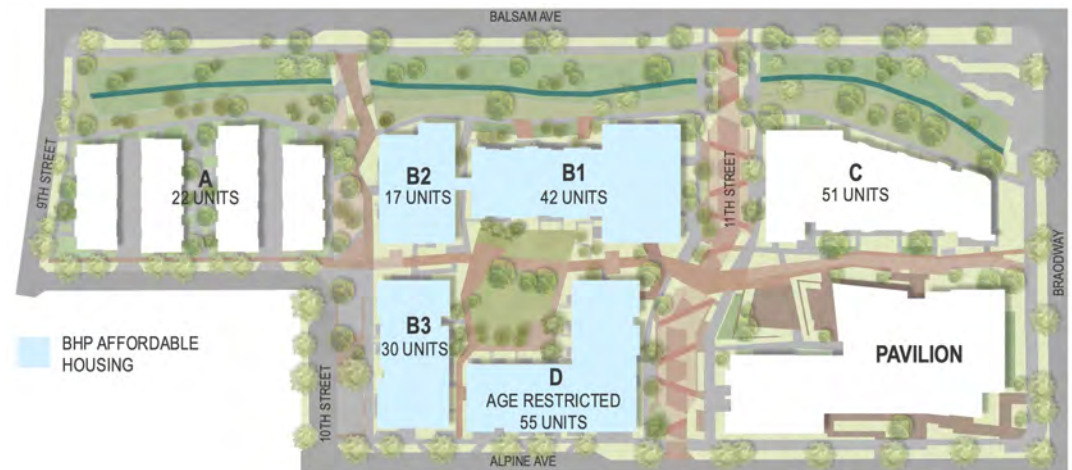 BALSAM AVE
9TH STREET
A
22 UNITS
B2
17 UNITS
B1
42 UNITS
11TH STREET
C
51 UNITS
BRAODWAY
BHP AFFORDABLE
HOUSING
10TH STREET
B3
30 UNITS
D
AGE RESTRICTED
55 UNITS
PAVILION
ALPINE AVE